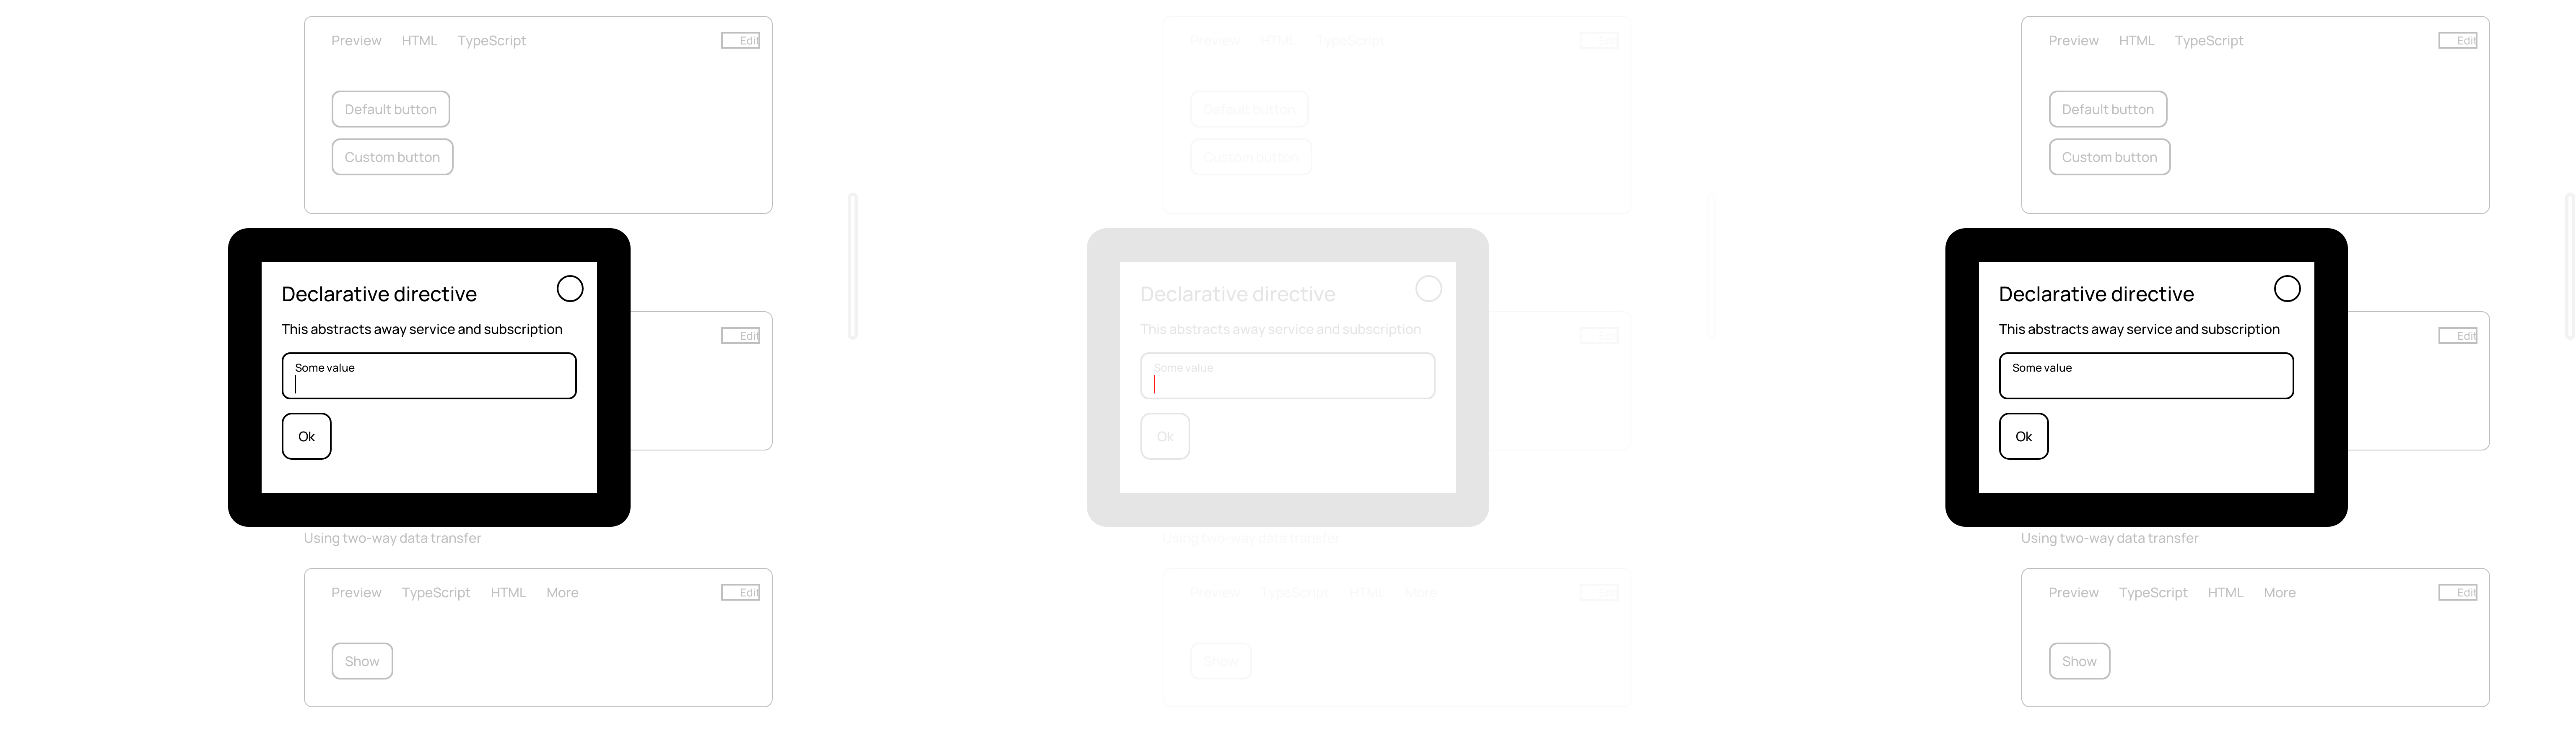 Preview HTML TypeScript Edit
Default button
Custom button
Declarative directive
Edit
This abstracts away service and subscription
Some value
Ok
Using two-way data transfer
Preview TypeScript HTML More Edit
Show
Preview HTML TypeScript Edit
Default button
Custom button
Declarative directive
Edit
This abstracts away service and subscription
Some value
Ok
Using two-way data transfer
Preview TypeScript HTML More Edit
Show
Preview HTML TypeScript Edit
Default button
Custom button
Declarative directive
Edit
This abstracts away service and subscription
Some value
Ok
Using two-way data transfer
Preview TypeScript HTML More Edit
Show